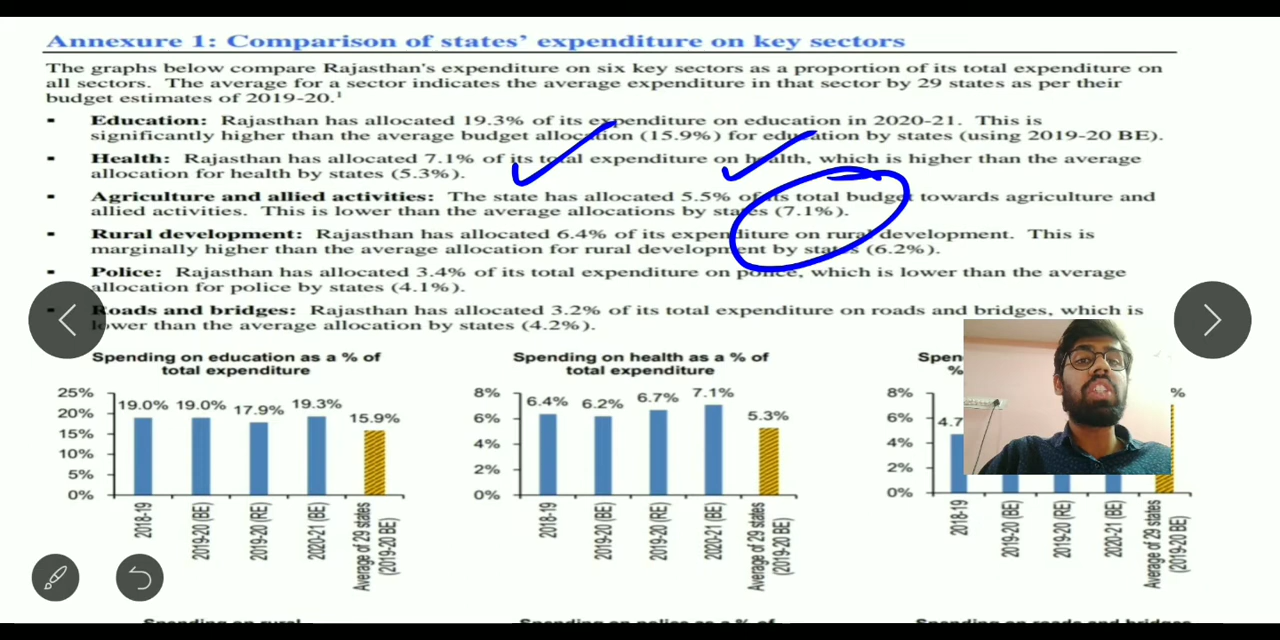 Annexure 1: Comparison of states' expenditure on key sectors
The graphs below compare Rajasthan's expenditure on six key sectors as a proportion of its total expenditure on
all sectors. The average for a sector indicates the average expenditure in that sector by 29 states as per their
budget estimates of 2019-20.¹
▪ Education: Rajasthan has allocated 19.3% of its expenditure on education in 2020-21. This is
significantly higher than the average budget allocation (15.9%) for education by states (using 2019-20 BE).
▪ Health: Rajasthan has allocated 7.1% of its total expenditure on health, which is higher than the average
allocation for health by states (5.3%).
▪ Agriculture and allied activities: The state has allocated 5.5% of its total budget towards agriculture and
allied activities. This is lower than the average allocations by states (7.1%).
▪ Rural development: Rajasthan has allocated 6.4% of its expenditure on rural development. This is
marginally higher than the average allocation for rural development by states (6.2%).
▪ Police: Rajasthan has allocated 3.4% of its total expenditure on police, which is lower than the average
allocation for police by states (4.1%).
Roads and bridges: Rajasthan has allocated 3.2% of its total expenditure on roads and bridges, which is
lower than the average allocation by states (4.2%).
Spending on education as a % of
total expenditure
25%
20%
15%
10%
5%
0%
19.0%
19.0%
17.9%
19.3%
15.9%
2018-19
2019-20 (BE)
2019-20 (RE)
2020-21 (BE)
Average of 29 states
(2019-20 BE)
Spending on health as a % of
total expenditure
8%
6%
4%
2%
0%
6.4%
6.2%
6.7%
7.1%
5.3%
2018-19
2019-20 (BE)
2019-20 (RE)
2020-21 (BE)
Average of 29 states
(2019-20 BE)
Spen
%
8%
6%
4%
2%
0%
4.7
%
2018-19
2019-20 (BE)
2019-20 (RE)
2020-21 (BE)
Average of 29 states
(2019-20 BE)
Spending on rural
Spending on police as a % of
Spending on roads and bridges